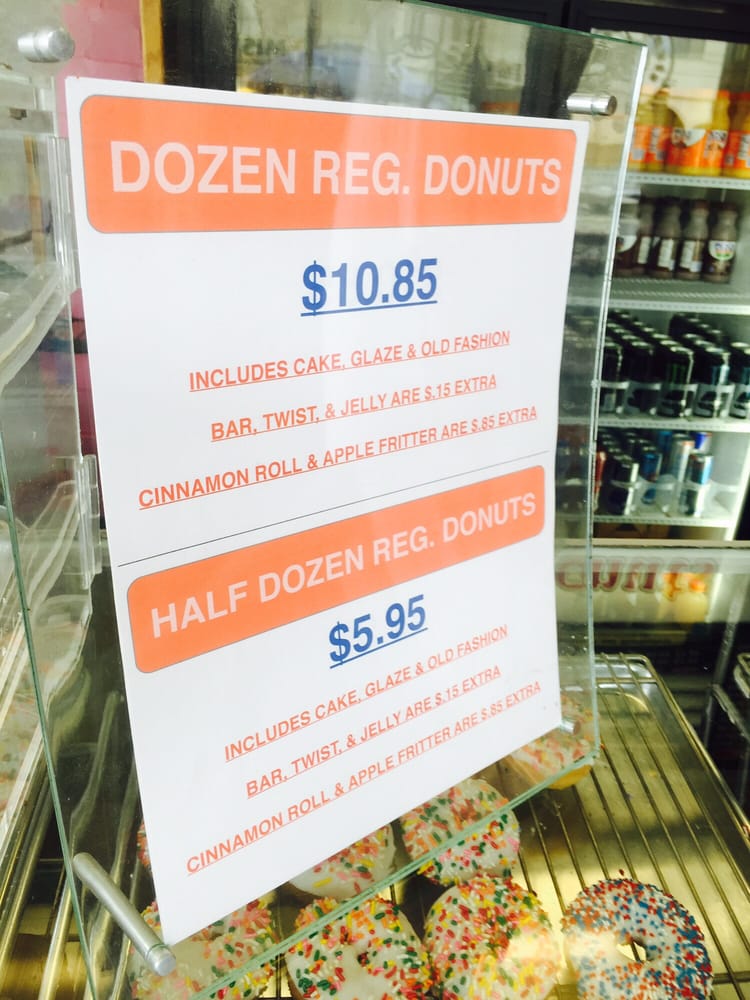 DOZEN REG. DONUTS
$10.85
INCLUDES CAKE, GLAZE & OLD FASHION
BAR, TWIST, & JELLY ARE $.15 EXTRA
CINNAMON ROLL & APPLE FRITTER ARE $.85 EXTRA
HALF DOZEN REG. DONUTS
$5.95
INCLUDES CAKE, GLAZE & OLD FASHION
BAR, TWIST, & JELLY ARE $.15 EXTRA
CINNAMON ROLL & APPLE FRITTER ARE $.85 EXTRA